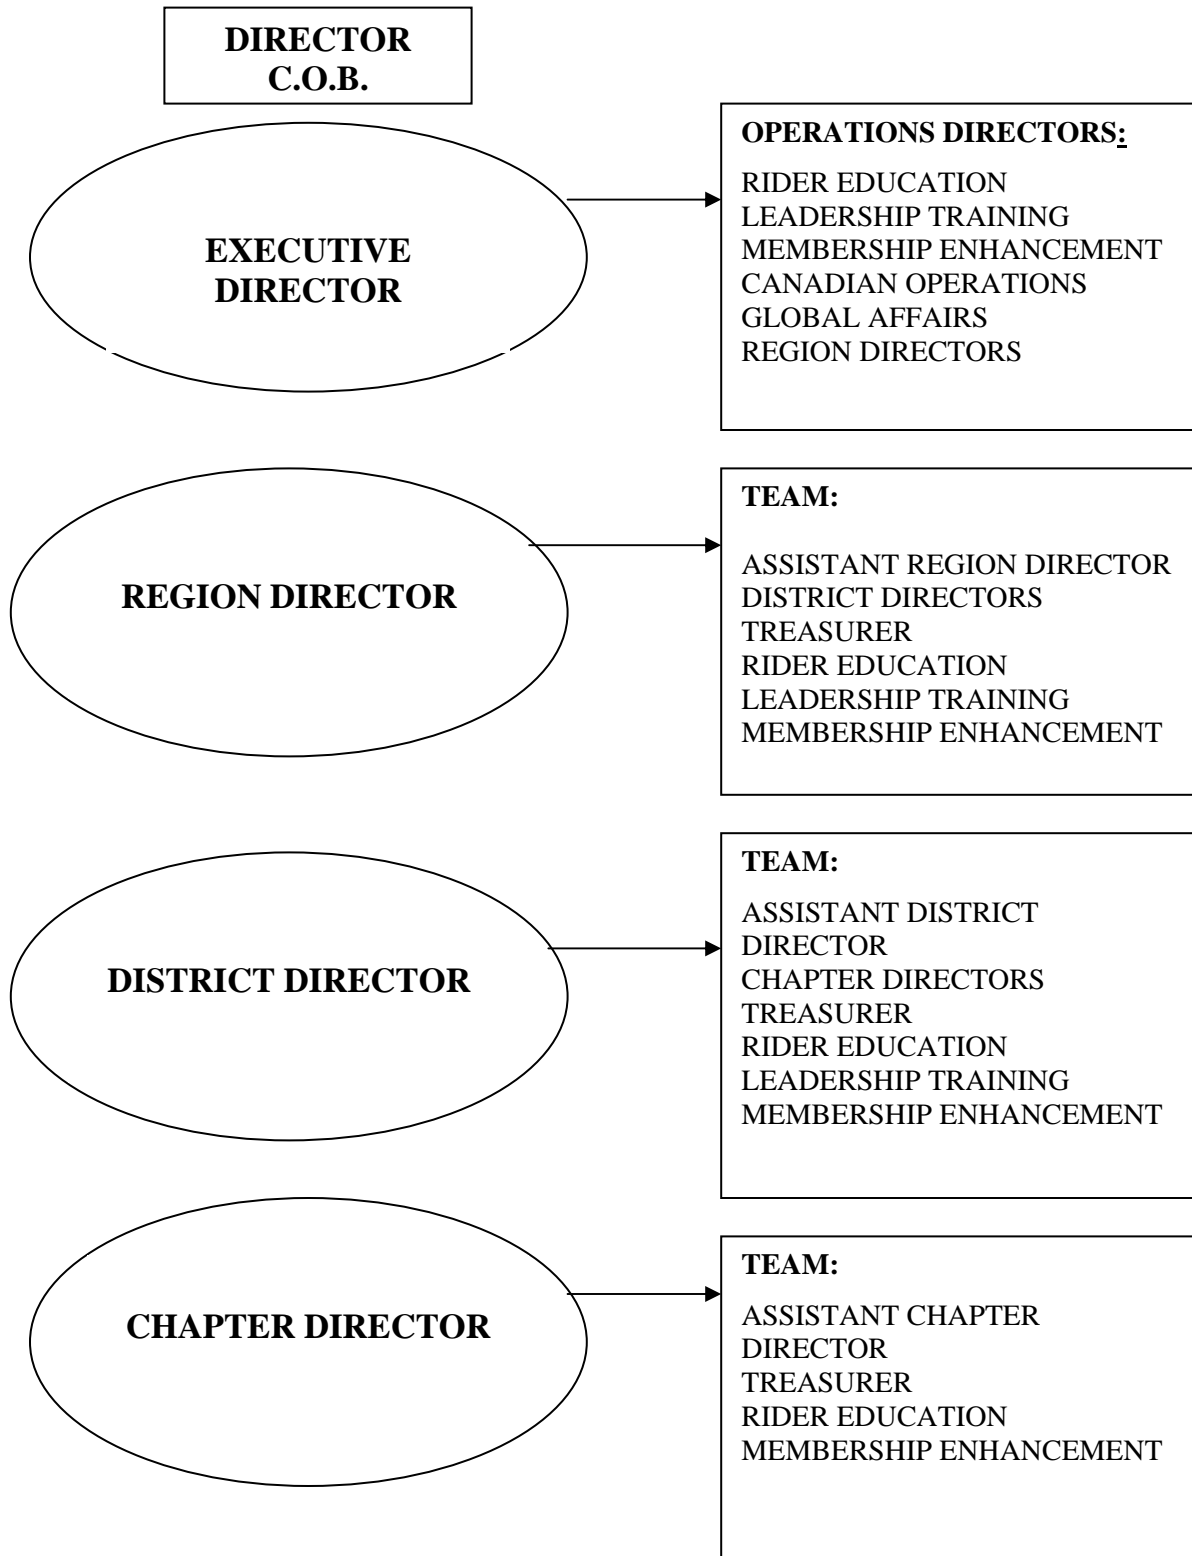 DIRECTOR
C.O.B.
EXECUTIVE
DIRECTOR
OPERATIONS DIRECTORS:
RIDER EDUCATION
LEADERSHIP TRAINING
MEMBERSHIP ENHANCEMENT
CANADIAN OPERATIONS
GLOBAL AFFAIRS
REGION DIRECTORS
REGION DIRECTOR
TEAM:
ASSISTANT REGION DIRECTOR
DISTRICT DIRECTORS
TREASURER
RIDER EDUCATION
LEADERSHIP TRAINING
MEMBERSHIP ENHANCEMENT
DISTRICT DIRECTOR
TEAM:
ASSISTANT DISTRICT
DIRECTOR
CHAPTER DIRECTORS
TREASURER
RIDER EDUCATION
LEADERSHIP TRAINING
MEMBERSHIP ENHANCEMENT
CHAPTER DIRECTOR
TEAM:
ASSISTANT CHAPTER
DIRECTOR
TREASURER
RIDER EDUCATION
MEMBERSHIP ENHANCEMENT